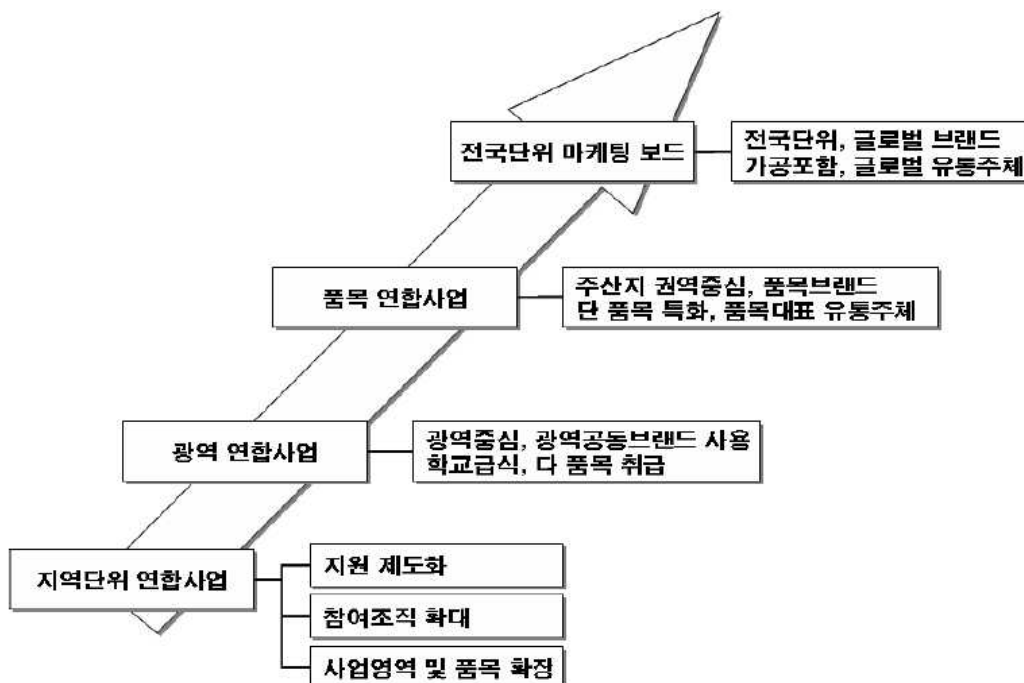 전국단위 마케팅 보드
전국단위, 글로벌 브랜드
가공포함, 글로벌 유통주체
품목 연합사업
주산지 권역중심, 품목브랜드
단 품목 특화, 품목대표 유통주체
광역 연합사업
광역중심, 광역공동브랜드 사용
학교급식, 다 품목 취급
지역단위 연합사업
지원 제도화
참여조직 확대
사업영역 및 품목 확장